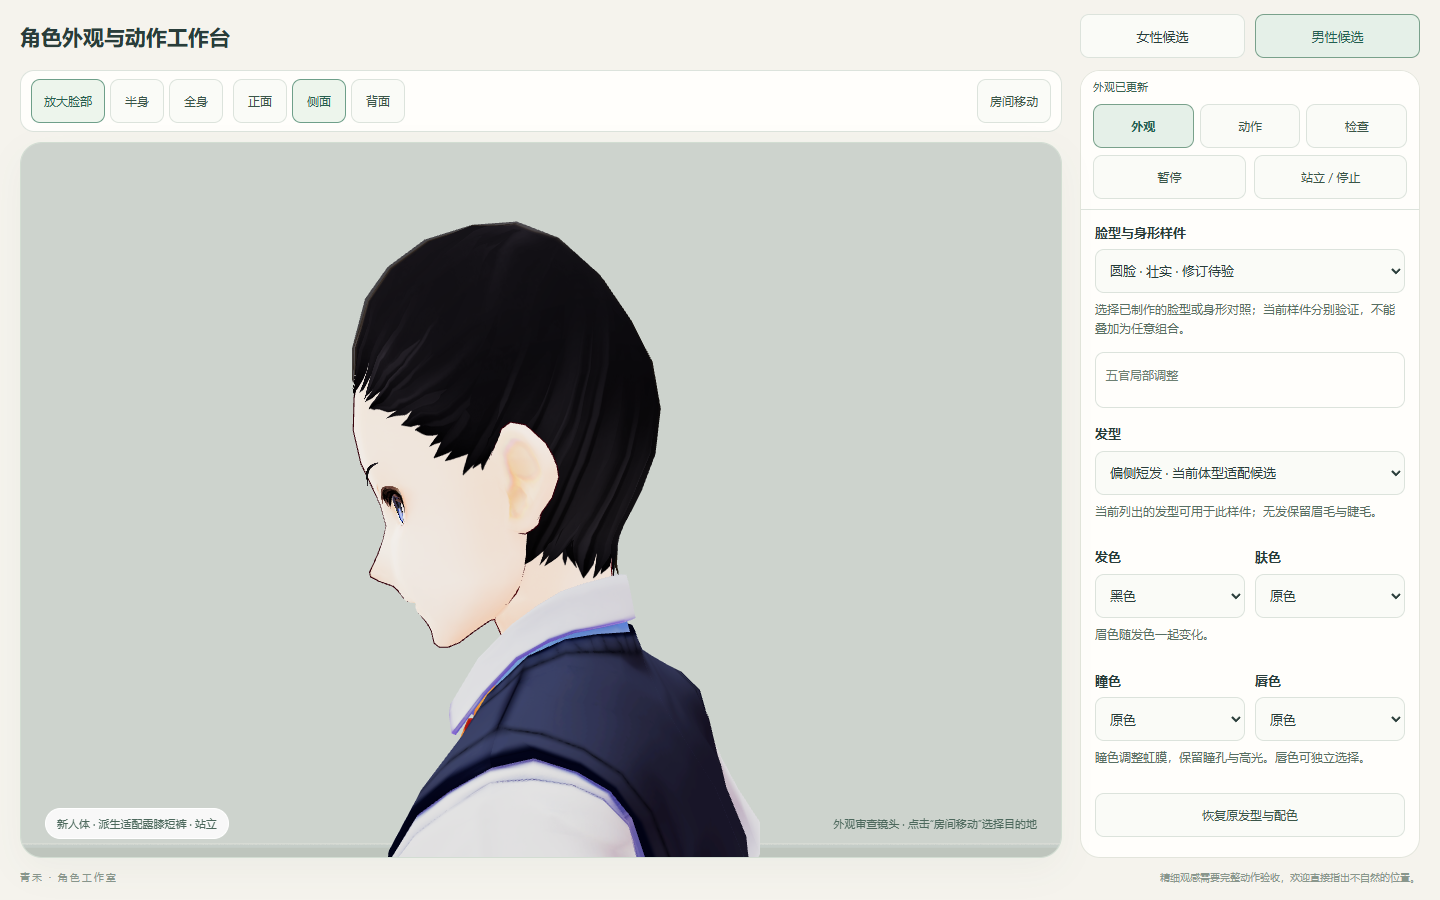 角色外观与动作工作台
女性候选
男性候选
放大脸部
半身
全身
正面
侧面
背面
房间移动
外观已更新
外观
动作
检查
暂停
站立 / 停止
脸型与身形样件
圆脸 · 壮实 · 修订待验
选择已制作的脸型或身形对照；当前样件分别验证，不能
叠加为任意组合。
五官局部调整
发型
偏侧短发 · 当前体型适配候选
当前列出的发型可用于此样件；无发保留眉毛与睫毛。
发色
肤色
黑色
原色
眉色随发色一起变化。
瞳色
唇色
原色
原色
瞳色调整虹膜，保留瞳孔与高光。唇色可独立选择。
恢复原发型与配色
新人体 · 派生适配露膝短裤 · 站立
外观审查镜头 · 点击“房间移动”选择目的地
青禾 · 角色工作室
精细观感需要完整动作验收，欢迎直接指出不自然的位置。